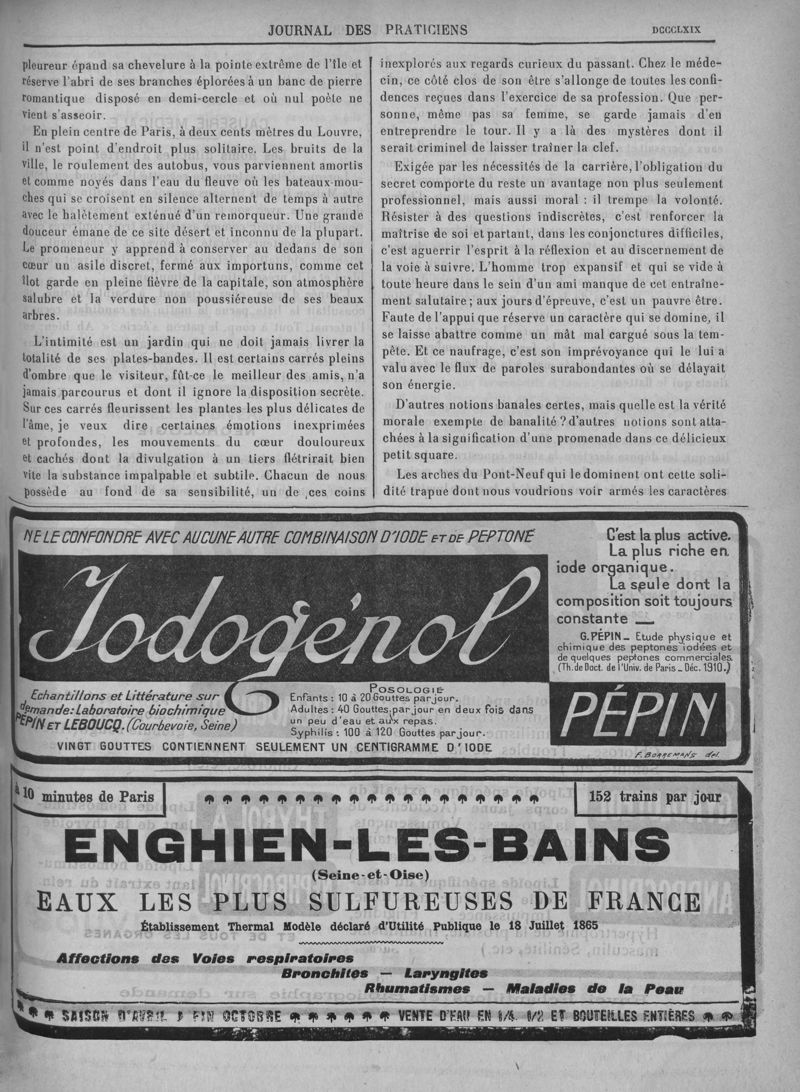 JOURNAL DES PRATICIENS
DCCCLXIX
pleureur épand sa chevelure à la pointe extrême de l'île et
réserve l'abri de ses branches éplorées à un banc de pierre
romantique disposé en demi-cercle et où nul poète ne
vient s'asseoir.
En plein centre de Paris, à deux cents mètres du Louvre,
il n'est point d'endroit plus solitaire. Les bruits de la
ville, le roulement des autobus, vous parviennent amortis
et comme noyés dans l'eau du fleuve où les bateaux-mou-
ches qui se croisent en silence alternent de temps à autre
avec le halètement exténué d'un remorqueur. Une grande
douceur émane de ce site désert et inconnu de la plupart.
Le promeneur y apprend à conserver au dedans de son
cœur un asile discret, fermé aux importuns, comme cet
îlot garde en pleine fièvre de la capitale, son atmosphère
salubre et la verdure non poussiéreuse de ses beaux
arbres.
L'intimité est un jardin qui ne doit jamais livrer la
totalité de ses plates-bandes. Il est certains carrés pleins
d'ombre que le visiteur, fût-ce le meilleur des amis, n'a
jamais parcourus et dont il ignore la disposition secrète.
Sur ces carrés fleurissent les plantes les plus délicates de
l'âme, je veux dire certaines émotions inexprimées
et profondes, les mouvements du cœur douloureux
et cachés dont la divulgation à un tiers flétrirait bien
vite la substance impalpable et subtile. Chacun de nous
possède au fond de sa sensibilité, un de ces coins
inexplorés aux regards curieux du passant. Chez le méde-
cin, ce côté clos de son être s'allonge de toutes les confi-
dences reçues dans l'exercice de sa profession. Que per-
sonne, même pas sa femme, se garde jamais d'en
entreprendre le tour. Il y a là des mystères dont il
serait criminel de laisser traîner la clef.
Exigée par les nécessités de la carrière, l'obligation du
secret comporte du reste un avantage non plus seulement
professionnel, mais aussi moral : il trempe la volonté.
Résister à des questions indiscrètes, c'est renforcer la
maîtrise de soi et partant, dans les conjonctures difficiles,
c'est aguerrir l'esprit à la réflexion et au discernement de
la voie à suivre. L'homme trop expansif et qui se vide à
toute heure dans le sein d'un ami manque de cet entraîne-
ment salutaire ; aux jours d'épreuve, c'est un pauvre être.
Faute de l'appui que réserve un caractère qui se domine, il
se laisse abattre comme un mât mal cargué sous la tem-
pête. Et ce naufrage, c'est son imprévoyance qui le lui a
valu avec le flux de paroles surabondantes où se délayait
son énergie.
D'autres notions banales certes, mais quelle est la vérité
morale exempte de banalité ? d'autres notions sont atta-
chées à la signification d'une promenade dans ce délicieux
petit square.
Les arches du Pont-Neuf qui le dominent ont cette soli-
dité trapue dont nous voudrions voir armés les caractères
NE LE CONFONDRE AVEC AUCUNE AUTRE COMBINAISON D'IODE ET DE PEPTONE
Iodogénol
C'est la plus active.
La plus riche en
iode organique.
La seule dont la
composition soit toujours
constante
G. PÉPIN_ Etude physique et
chimique des peptones iodées et
de quelques peptones commerciales.
(Th. de Doct. de l'Univ. de Paris_Déc. 1910.)
PÉPIN
F. BORREMANS del.
Echantillons et Littérature sur
demande: Laboratoire biochimique
PÉPIN ET LEBOUCQ. (Courbevoie, Seine)
POSOLOGIE
Enfants : 10 à 20 Gouttes par jour.
Adultes : 40 Gouttes par jour en deux fois dans
un peu d'eau et aux repas.
Syphilis : 100 à 120 Gouttes par jour.
VINGT GOUTTES CONTIENNENT SEULEMENT UN CENTIGRAMME D'IODE
à 10 minutes de Paris
152 trains par jour
ENGHIEN-LES-BAINS
(Seine-et-Oise)
EAUX LES PLUS SULFUREUSES DE FRANCE
Établissement Thermal Modèle déclaré d'Utilité Publique le 18 Juillet 1865
Affections des Voies respiratoires
Bronchites — Laryngites
Rhumatismes — Maladies de la Peau
SAISON D'AVRIL À FIN OCTOBRE
VENTE D'EAU EN 1/4, 1/2 ET BOUTEILLES ENTIÈRES